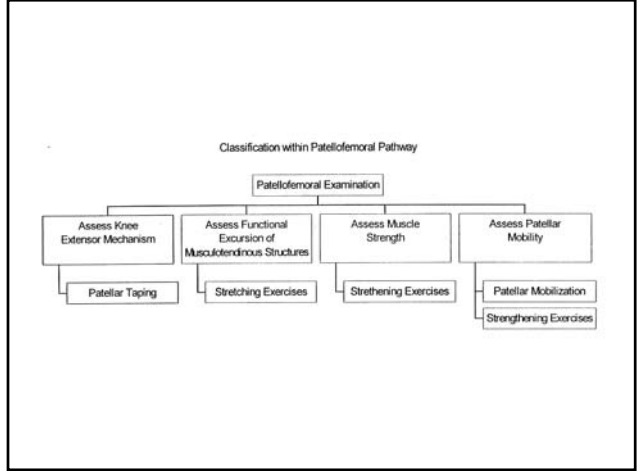 Classification within Patellofemoral Pathway
Patellofemoral Examination
Assess Knee
Extensor Mechanism
Assess Functional
Excursion of
Musculotendinous Structures
Assess Muscle
Strength
Assess Patellar
Mobility
Patellar Taping
Stretching Exercises
Strethening Exercises
Patellar Mobilization
Strengthening Exercises